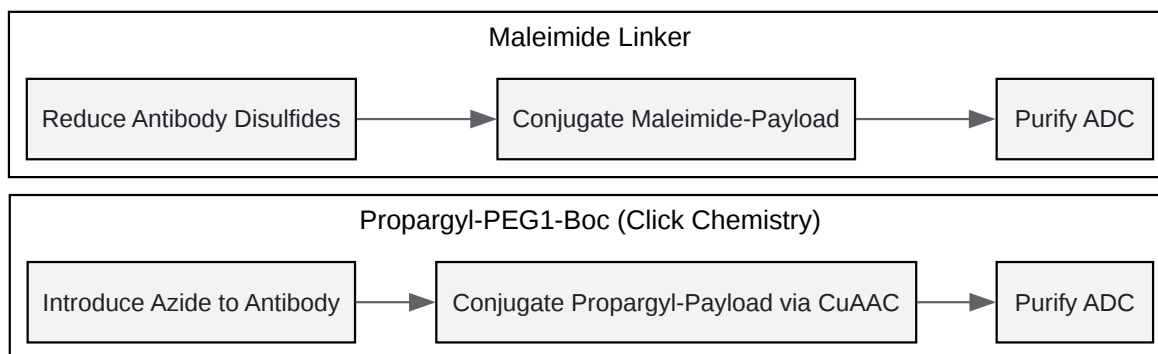 Maleimide Linker
Reduce Antibody Disulfides
Conjugate Maleimide-Payload
Purify ADC
Propargyl-PEG1-Boc (Click Chemistry)
Introduce Azide to Antibody
Conjugate Propargyl-Payload via CuAAC
Purify ADC